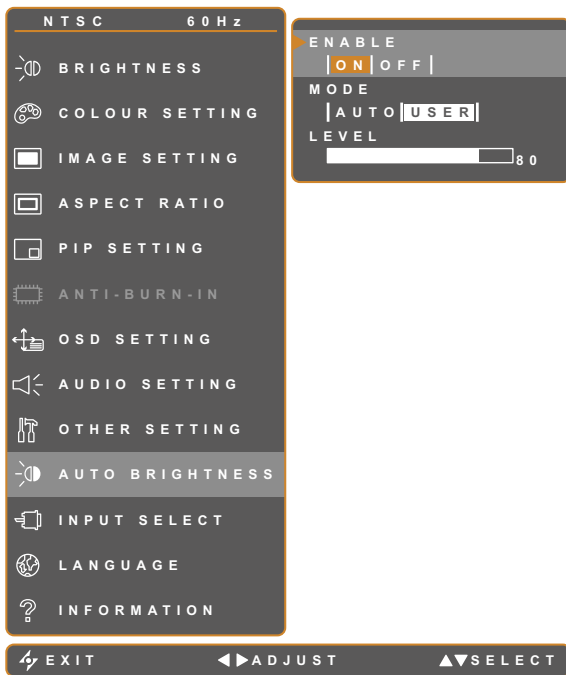 NTSC 60Hz
BRIGHTNESS
COLOUR SETTING
IMAGE SETTING
ASPECT RATIO
PIP SETTING
ANTI-BURN-IN
OSD SETTING
AUDIO SETTING
OTHER SETTING
AUTO BRIGHTNESS
INPUT SELECT
LANGUAGE
INFORMATION
ENABLE
ON OFF
MODE
AUTO USER
LEVEL
80
EXIT ADJUST SELECT